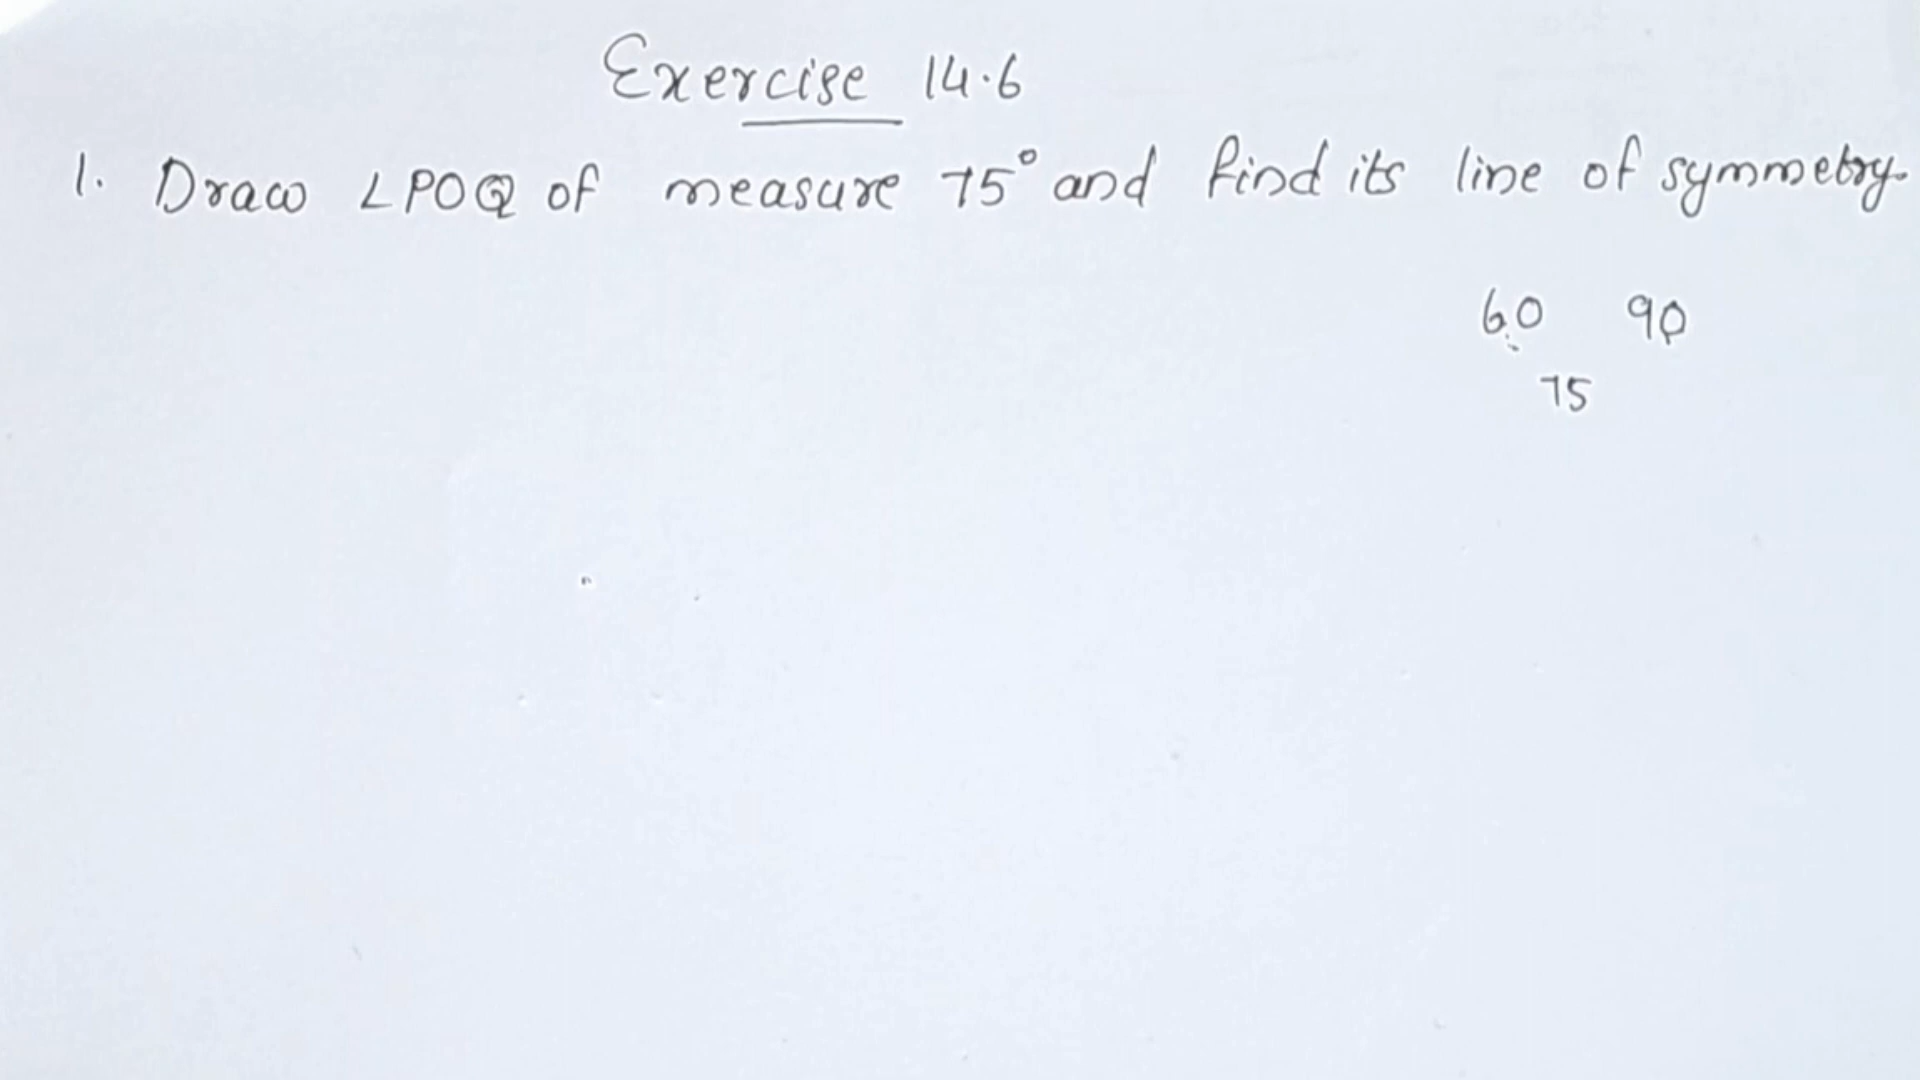 Exercise 14.6
1. Draw ∠POQ of measure 75° and find its line of symmetry.
60 90
75